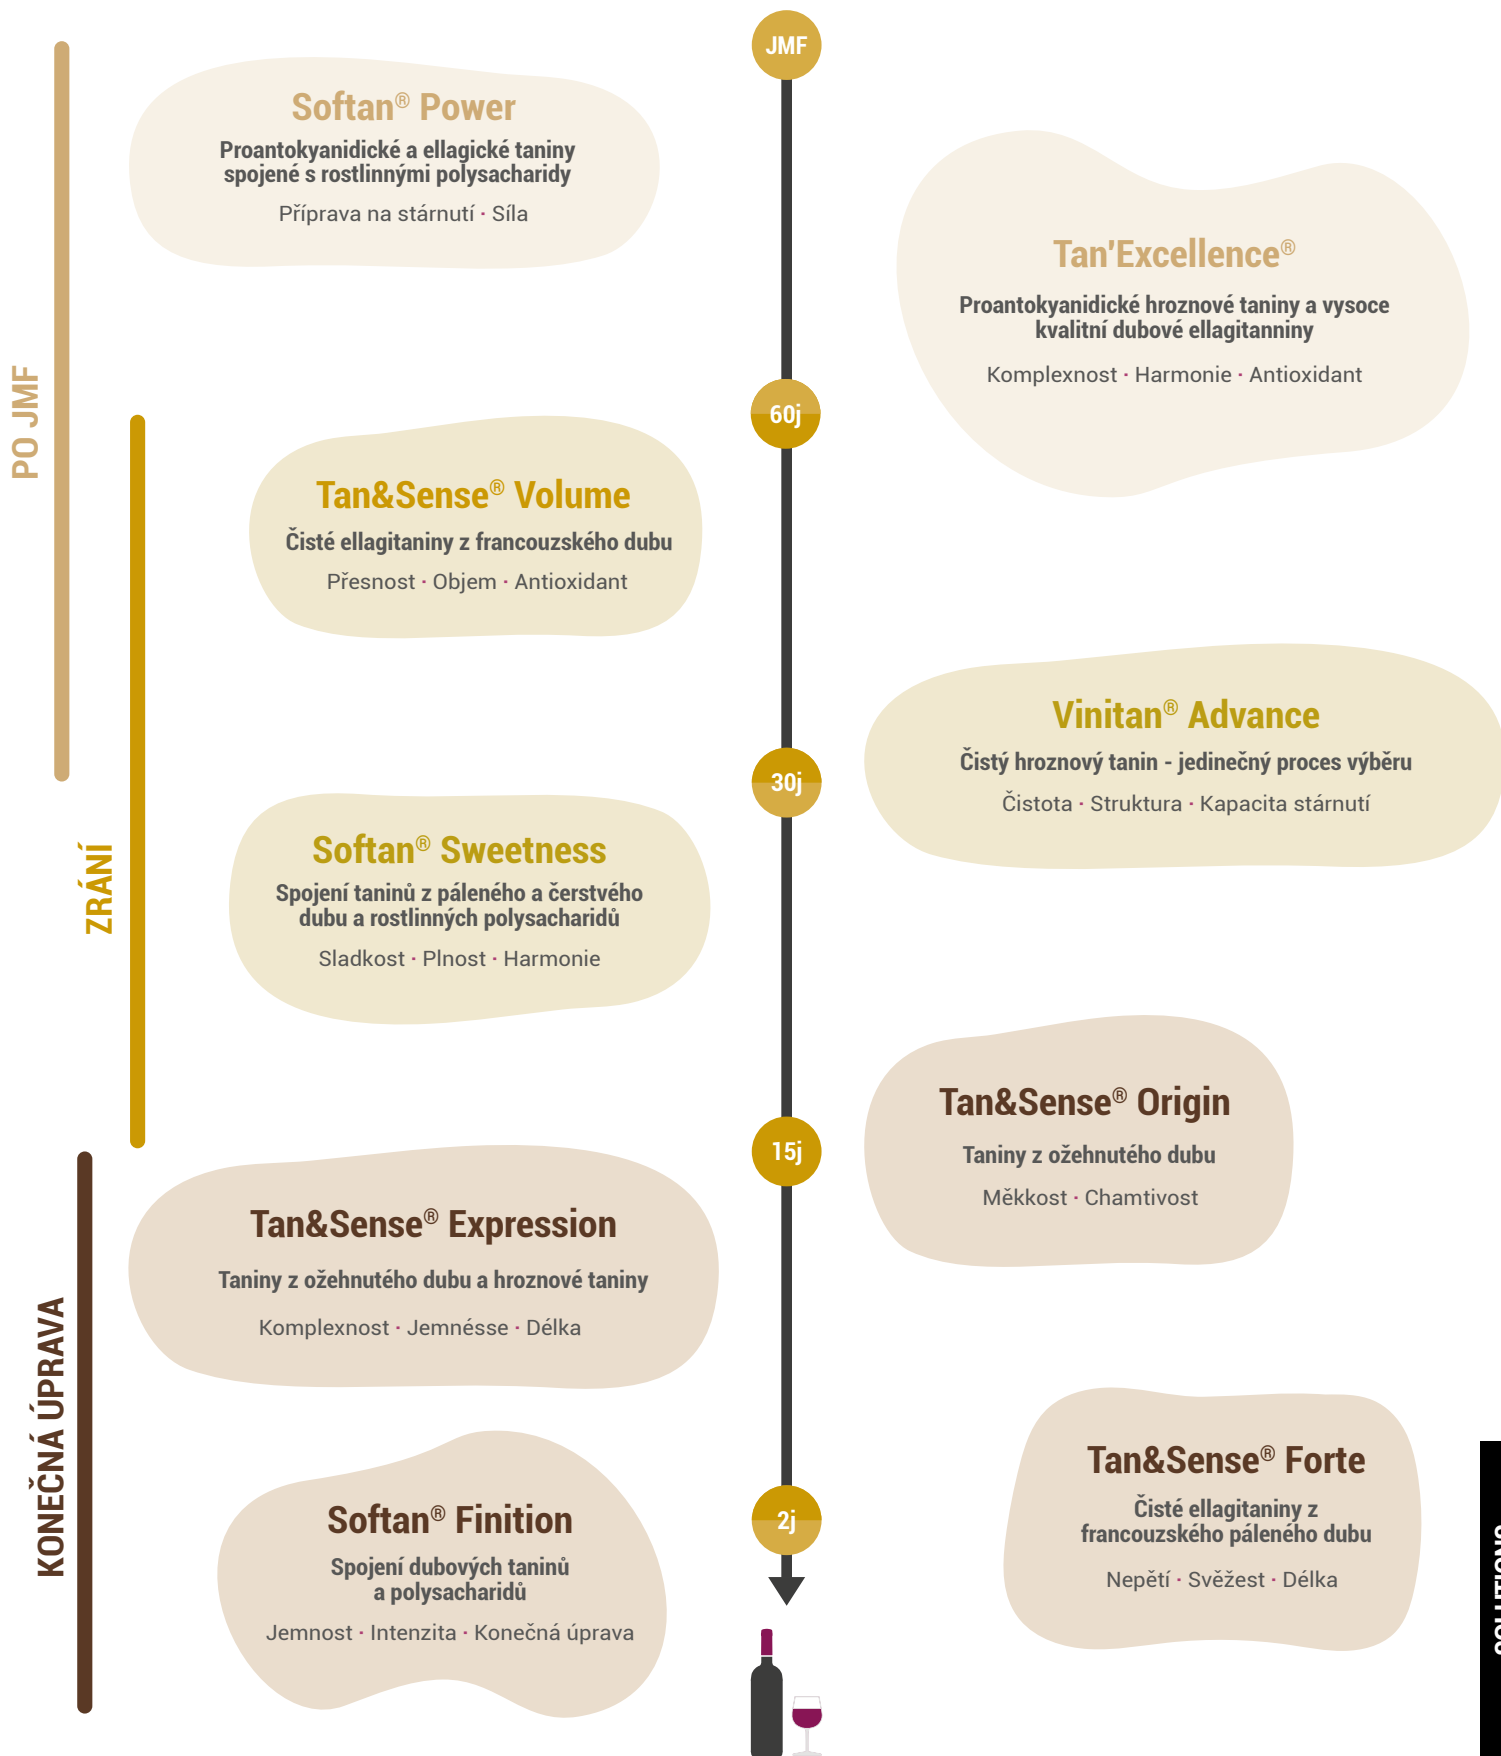 JMF
Softan® Power
Proantokyanidické a ellagické taniny
spojené s rostlinnými polysacharidy
Příprava na stárnutí · Síla
Tan'Excellence®
Proantokyanidické hroznové taniny a vysoce
kvalitní dubové ellagitanniny
Komplexnost · Harmonie · Antioxidant
PO JMF
60j
Tan&Sense® Volume
Čisté ellagitaniny z francouzského dubu
Přesnost · Objem · Antioxidant
Vinitan® Advance
Čistý hroznový tanin - jedinečný proces výběru
Čistota · Struktura · Kapacita stárnutí
30j
ZRÁNÍ
Softan® Sweetness
Spojení taninů z páleného a čerstvého
dubu a rostlinných polysacharidů
Sladkost · Plnost · Harmonie
Tan&Sense® Origin
Taniny z ožehnutého dubu
Měkkost · Chamtivost
15j
Tan&Sense® Expression
Taniny z ožehnutého dubu a hroznové taniny
Komplexnost · Jemnésse · Délka
KONEČNÁ ÚPRAVA
Tan&Sense® Forte
Čisté ellagitaniny z
francouzského páleného dubu
Nepětí · Svěžest · Délka
2j
Softan® Finition
Spojení dubových taninů
a polysacharidů
Jemnost · Intenzita · Konečná úprava